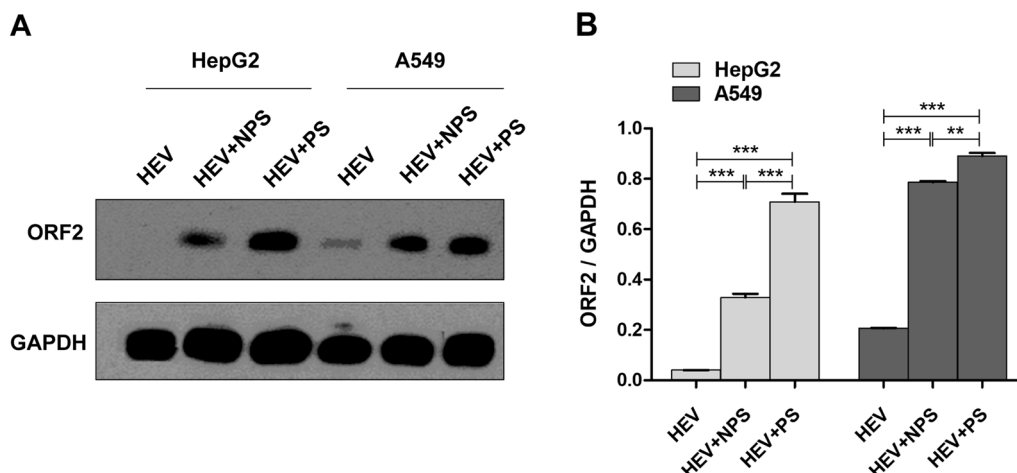 A
HepG2 A549
HEV HEV+NPS HEV+PS HEV HEV+NPS HEV+PS
ORF2
GAPDH
B
HepG2
A549
***
*** ***
***
*** **
ORF2 / GAPDH
1.0
0.8
0.6
0.4
0.2
0.0
HEV HEV+NPS HEV+PS HEV HEV+NPS HEV+PS